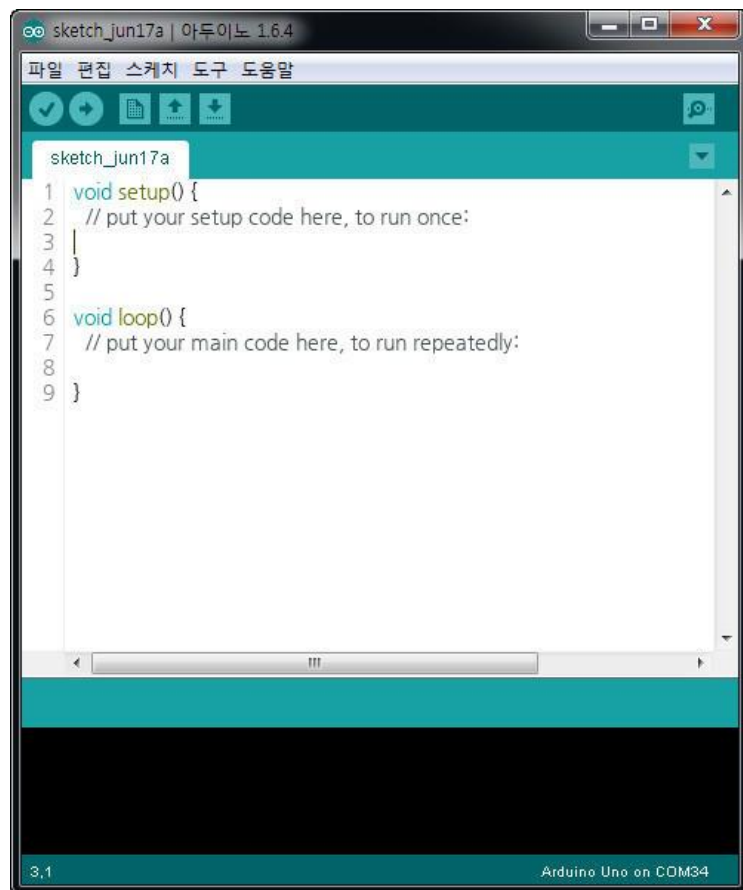 sketch_jun17a | 아두이노 1.6.4
파일 편집 스케치 도구 도움말
sketch_jun17a
1 void setup() {
2 // put your setup code here, to run once:
3
4 }
5
6 void loop() {
7 // put your main code here, to run repeatedly:
8
9 }
3,1 Arduino Uno on COM34